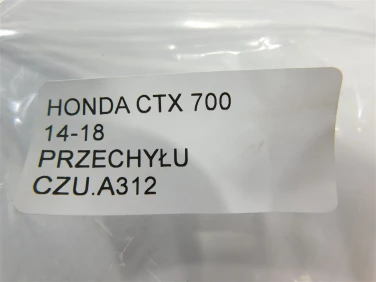 HONDA CTX 700
14-18
PRZECHYŁU
CZU.A312